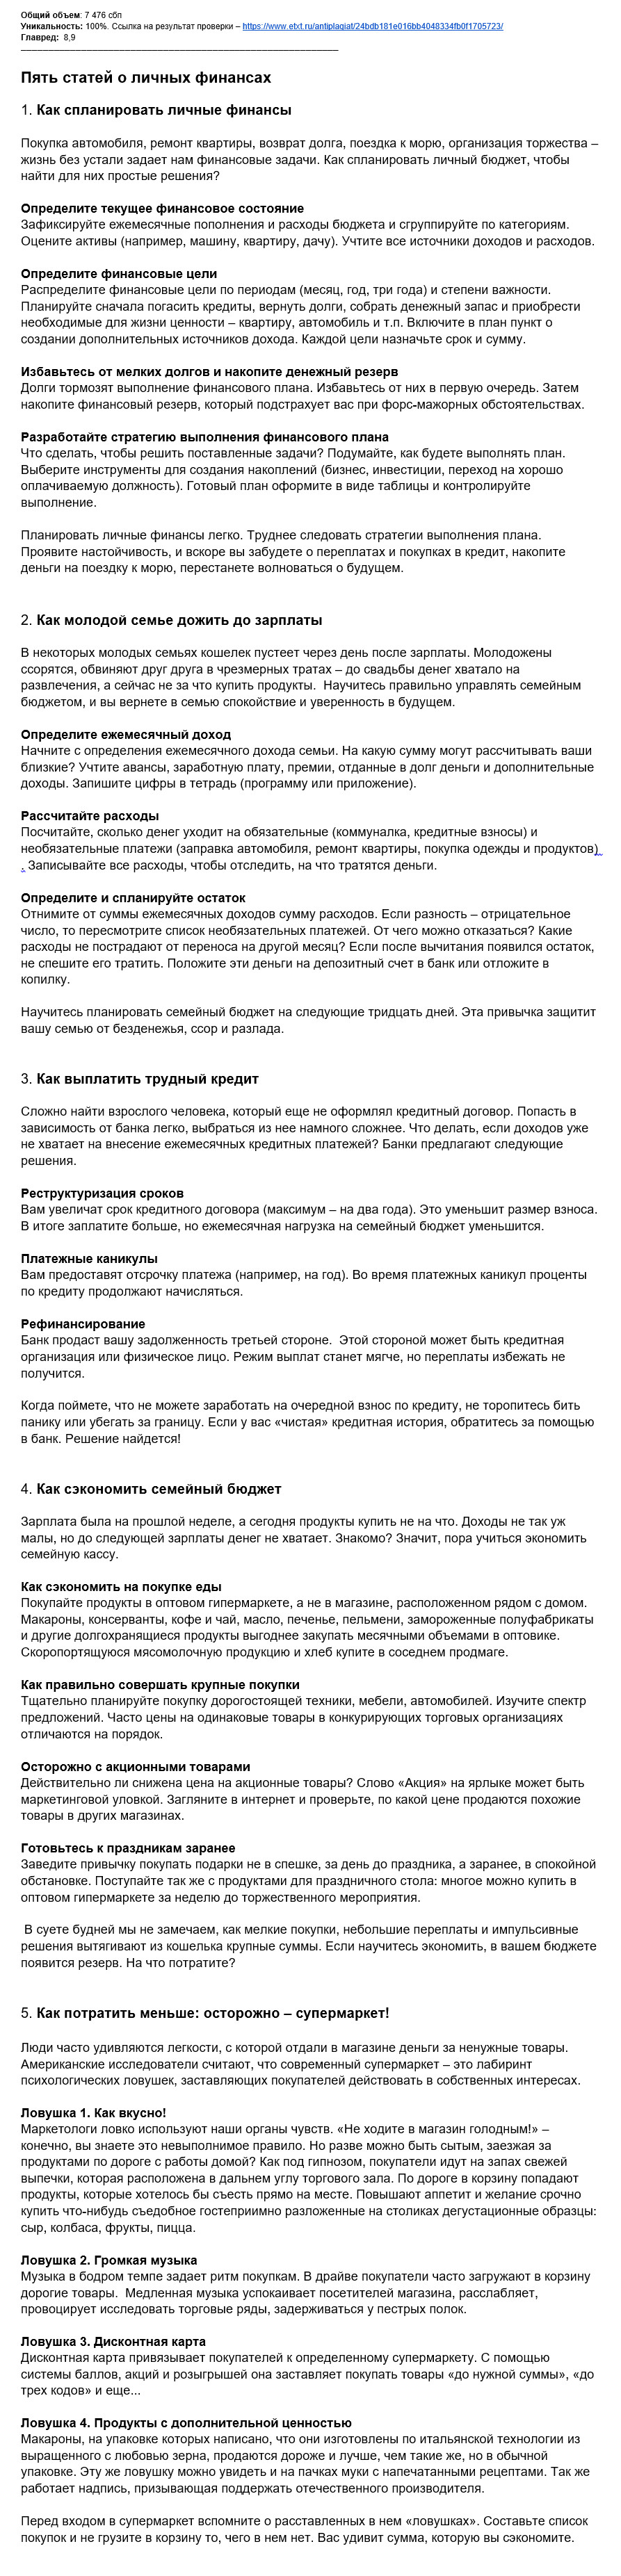 Общий объем: 7 476 сбп
Уникальность: 100%. Ссылка на результат проверки – https://www.etxt.ru/antiplagiat/24bdb181e016bb4048334fb0f1705723/
Главред:  8,9
Пять статей о личных финансах
1. Как спланировать личные финансы
Покупка автомобиля, ремонт квартиры, возврат долга, поездка к морю, организация торжества –
жизнь без устали задает нам финансовые задачи. Как спланировать личный бюджет, чтобы
найти для них простые решения?
Определите текущее финансовое состояние
Зафиксируйте ежемесячные пополнения и расходы бюджета и сгруппируйте по категориям.
Оцените активы (например, машину, квартиру, дачу). Учтите все источники доходов и расходов.
Определите финансовые цели
Распределите финансовые цели по периодам (месяц, год, три года) и степени важности.
Планируйте сначала погасить кредиты, вернуть долги, собрать денежный запас и приобрести
необходимые для жизни ценности – квартиру, автомобиль и т.п. Включите в план пункт о
создании дополнительных источников дохода. Каждой цели назначьте срок и сумму.
Избавьтесь от мелких долгов и накопите денежный резерв
Долги тормозят выполнение финансового плана. Избавьтесь от них в первую очередь. Затем
накопите финансовый резерв, который подстрахует вас при форс-мажорных обстоятельствах.
Разработайте стратегию выполнения финансового плана
Что сделать, чтобы решить поставленные задачи? Подумайте, как будете выполнять план.
Выберите инструменты для создания накоплений (бизнес, инвестиции, переход на хорошо
оплачиваемую должность). Готовый план оформите в виде таблицы и контролируйте
выполнение.
Планировать личные финансы легко. Труднее следовать стратегии выполнения плана.
Проявите настойчивость, и вскоре вы забудете о переплатах и покупках в кредит, накопите
деньги на поездку к морю, перестанете волноваться о будущем.
2. Как молодой семье дожить до зарплаты
В некоторых молодых семьях кошелек пустеет через день после зарплаты. Молодожены
ссорятся, обвиняют друг друга в чрезмерных тратах – до свадьбы денег хватало на
развлечения, а сейчас не за что купить продукты.  Научитесь правильно управлять семейным
бюджетом, и вы вернете в семью спокойствие и уверенность в будущем.
Определите ежемесячный доход
Начните с определения ежемесячного дохода семьи. На какую сумму могут рассчитывать ваши
близкие? Учтите авансы, заработную плату, премии, отданные в долг деньги и дополнительные
доходы. Запишите цифры в тетрадь (программу или приложение).
Рассчитайте расходы
Посчитайте, сколько денег уходит на обязательные (коммуналка, кредитные взносы) и
необязательные платежи (заправка автомобиля, ремонт квартиры, покупка одежды и продуктов)
. Записывайте все расходы, чтобы отследить, на что тратятся деньги.
Определите и спланируйте остаток
Отнимите от суммы ежемесячных доходов сумму расходов. Если разность – отрицательное
число, то пересмотрите список необязательных платежей. От чего можно отказаться? Какие
расходы не пострадают от переноса на другой месяц? Если после вычитания появился остаток,
не спешите его тратить. Положите эти деньги на депозитный счет в банк или отложите в
копилку.
Научитесь планировать семейный бюджет на следующие тридцать дней. Эта привычка защитит
вашу семью от безденежья, ссор и разлада.
3. Как выплатить трудный кредит
Сложно найти взрослого человека, который еще не оформлял кредитный договор. Попасть в
зависимость от банка легко, выбраться из нее намного сложнее. Что делать, если доходов уже
не хватает на внесение ежемесячных кредитных платежей? Банки предлагают следующие
решения.
Реструктуризация сроков
Вам увеличат срок кредитного договора (максимум – на два года). Это уменьшит размер взноса.
В итоге заплатите больше, но ежемесячная нагрузка на семейный бюджет уменьшится.
Платежные каникулы
Вам предоставят отсрочку платежа (например, на год). Во время платежных каникул проценты
по кредиту продолжают начисляться.
Рефинансирование
Банк продаст вашу задолженность третьей стороне.  Этой стороной может быть кредитная
организация или физическое лицо. Режим выплат станет мягче, но переплаты избежать не
получится.
Когда поймете, что не можете заработать на очередной взнос по кредиту, не торопитесь бить
панику или убегать за границу. Если у вас «чистая» кредитная история, обратитесь за помощью
в банк. Решение найдется!
4. Как сэкономить семейный бюджет
Зарплата была на прошлой неделе, а сегодня продукты купить не на что. Доходы не так уж
малы, но до следующей зарплаты денег не хватает. Знакомо? Значит, пора учиться экономить
семейную кассу.
Как сэкономить на покупке еды
Покупайте продукты в оптовом гипермаркете, а не в магазине, расположенном рядом с домом.
Макароны, консерванты, кофе и чай, масло, печенье, пельмени, замороженные полуфабрикаты
и другие долгохранящиеся продукты выгоднее закупать месячными объемами в оптовике.
Скоропортящуюся мясомолочную продукцию и хлеб купите в соседнем продмаге.
Как правильно совершать крупные покупки
Тщательно планируйте покупку дорогостоящей техники, мебели, автомобилей. Изучите спектр
предложений. Часто цены на одинаковые товары в конкурирующих торговых организациях
отличаются на порядок.
Осторожно с акционными товарами
Действительно ли снижена цена на акционные товары? Слово «Акция» на ярлыке может быть
маркетинговой уловкой. Загляните в интернет и проверьте, по какой цене продаются похожие
товары в других магазинах.
Готовьтесь к праздникам заранее
Заведите привычку покупать подарки не в спешке, за день до праздника, а заранее, в спокойной
обстановке. Поступайте так же с продуктами для праздничного стола: многое можно купить в
оптовом гипермаркете за неделю до торжественного мероприятия.
В суете будней мы не замечаем, как мелкие покупки, небольшие переплаты и импульсивные
решения вытягивают из кошелька крупные суммы. Если научитесь экономить, в вашем бюджете
появится резерв. На что потратите?
5. Как потратить меньше: осторожно – супермаркет!
Люди часто удивляются легкости, с которой отдали в магазине деньги за ненужные товары.
Американские исследователи считают, что современный супермаркет – это лабиринт
психологических ловушек, заставляющих покупателей действовать в собственных интересах.
Ловушка 1. Как вкусно!
Маркетологи ловко используют наши органы чувств. «Не ходите в магазин голодным!» –
конечно, вы знаете это невыполнимое правило. Но разве можно быть сытым, заезжая за
продуктами по дороге с работы домой? Как под гипнозом, покупатели идут на запах свежей
выпечки, которая расположена в дальнем углу торгового зала. По дороге в корзину попадают
продукты, которые хотелось бы съесть прямо на месте. Повышают аппетит и желание срочно
купить что-нибудь съедобное гостеприимно разложенные на столиках дегустационные образцы:
сыр, колбаса, фрукты, пицца.
Ловушка 2. Громкая музыка
Музыка в бодром темпе задает ритм покупкам. В драйве покупатели часто загружают в корзину
дорогие товары.  Медленная музыка успокаивает посетителей магазина, расслабляет,
провоцирует исследовать торговые ряды, задерживаться у пестрых полок.
Ловушка 3. Дисконтная карта
Дисконтная карта привязывает покупателей к определенному супермаркету. С помощью
системы баллов, акций и розыгрышей она заставляет покупать товары «до нужной суммы», «до
трех кодов» и еще...
Ловушка 4. Продукты с дополнительной ценностью
Макароны, на упаковке которых написано, что они изготовлены по итальянской технологии из
выращенного с любовью зерна, продаются дороже и лучше, чем такие же, но в обычной
упаковке. Эту же ловушку можно увидеть и на пачках муки с напечатанными рецептами. Так же
работает надпись, призывающая поддержать отечественного производителя.
Перед входом в супермаркет вспомните о расставленных в нем «ловушках». Составьте список
покупок и не грузите в корзину то, чего в нем нет. Вас удивит сумма, которую вы сэкономите.